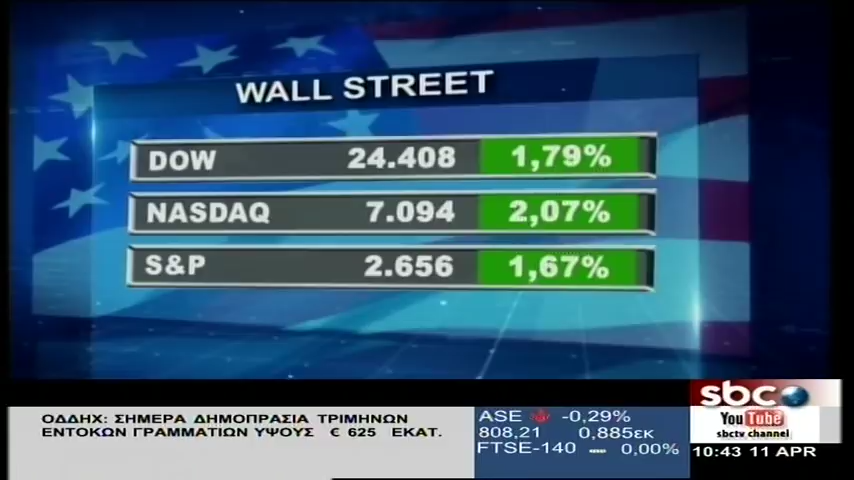 WALL STREET
DOW 24.408 1,79%
NASDAQ 7.094 2,07%
S&P 2.656 1,67%
sbc
ΟΔΔΗΧ: ΣΗΜΕΡΑ ΔΗΜΟΠΡΑΣΙΑ ΤΡΙΜΗΝΩΝ
ΕΝΤΟΚΩΝ ΓΡΑΜΜΑΤΙΩΝ ΥΨΟΥΣ € 625 ΕΚΑΤ.
ASE -0,29%
808,21 0,885εκ
FTSE-140 0,00%
You Tube
sbctv channel
10:43 11 APR